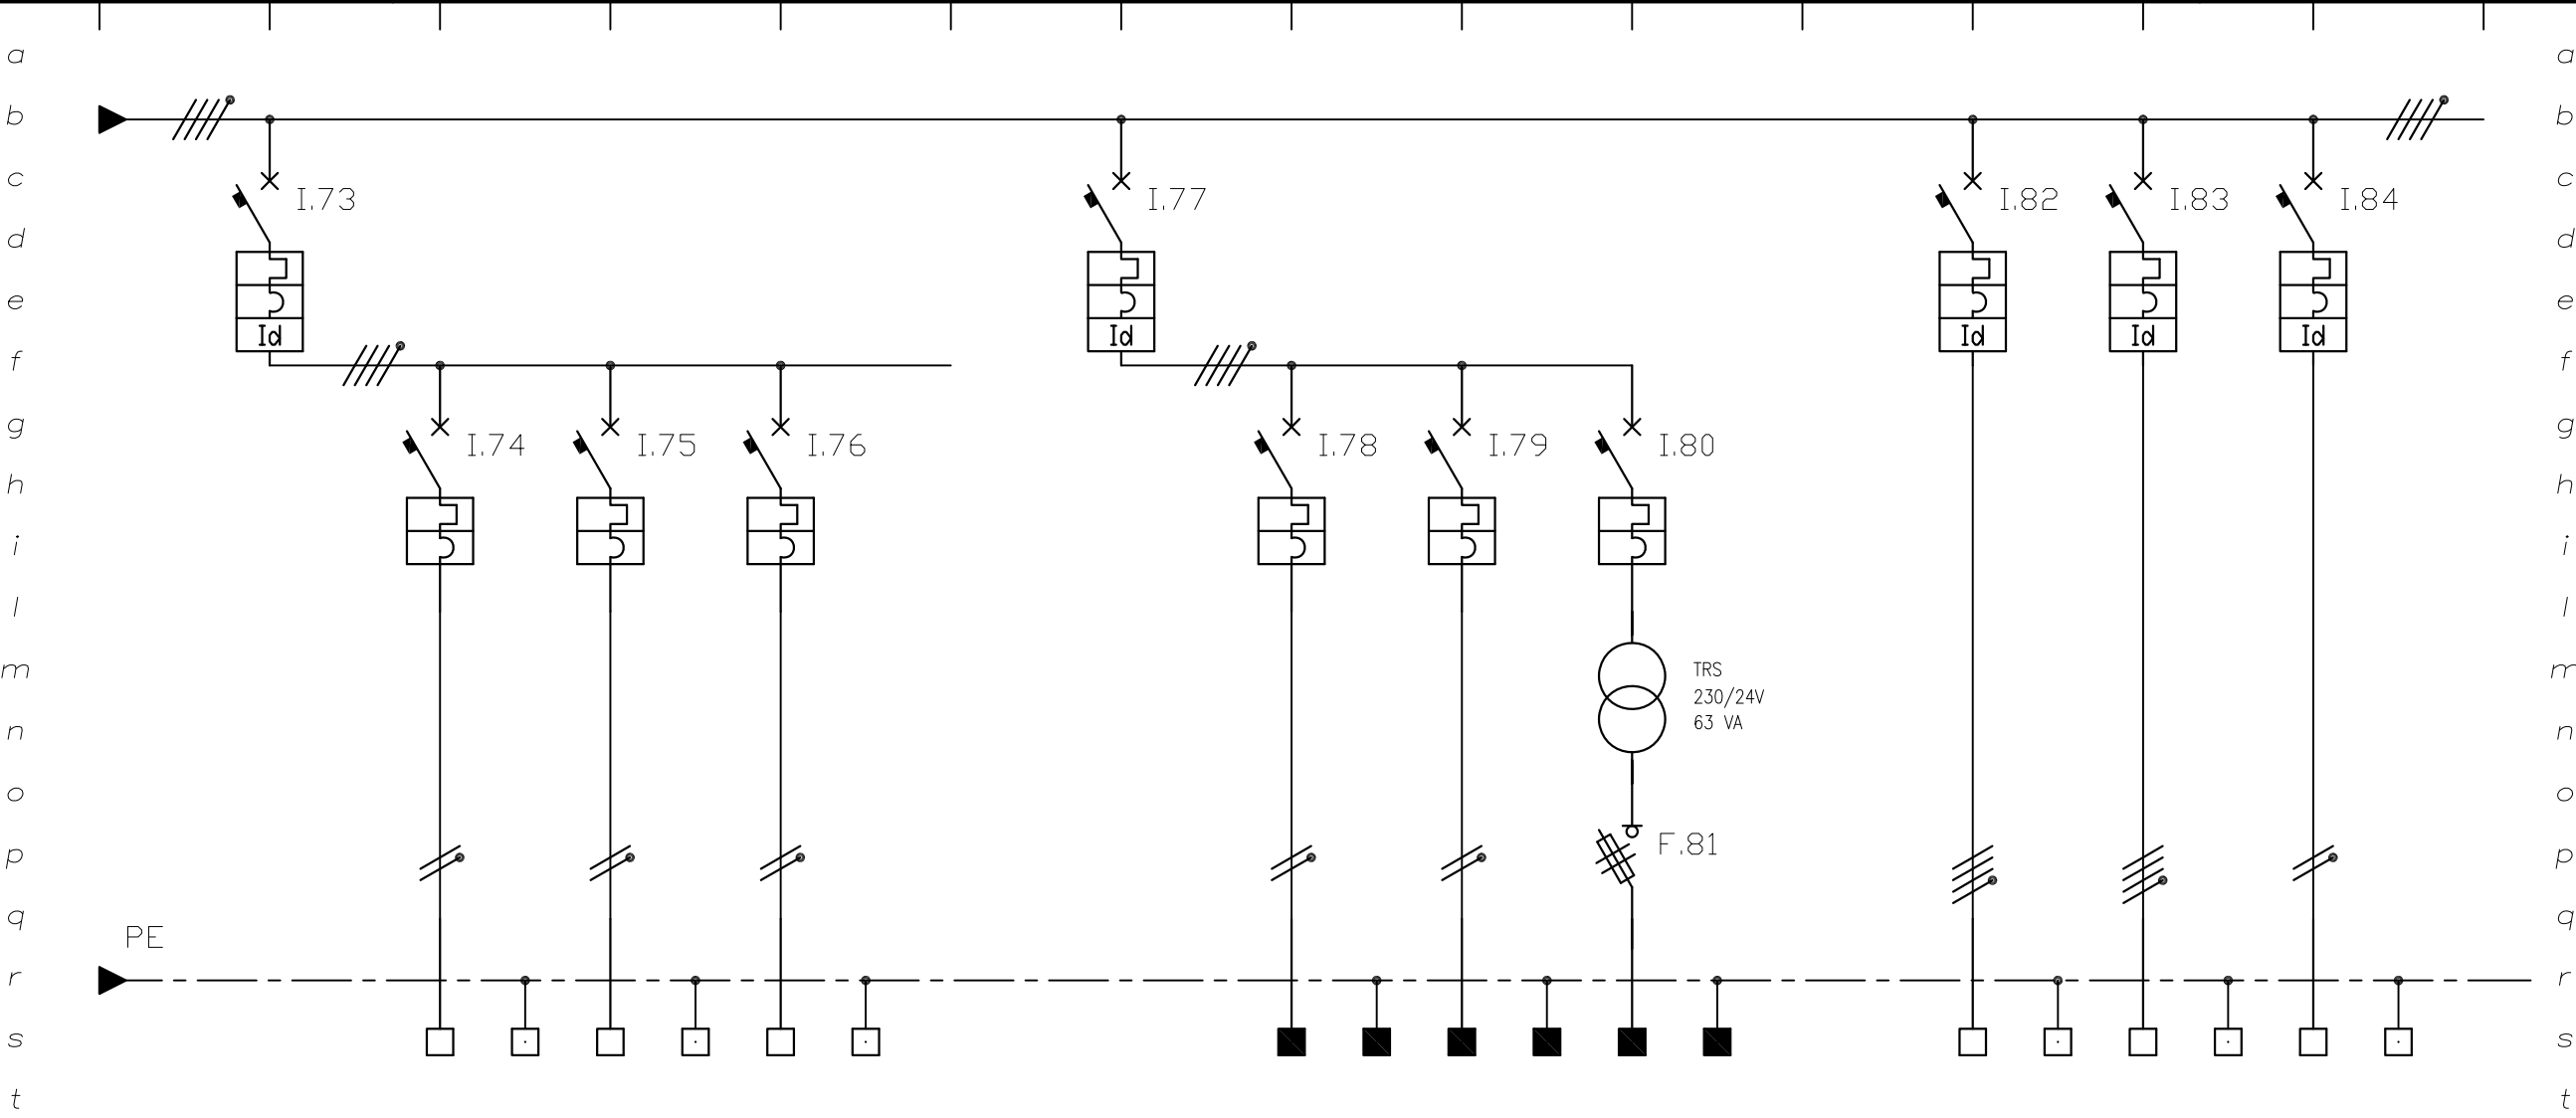 a a
b b
c c
I.73 I.77 I.82 I.83 I.84
d d
e e
Id Id Id Id Id
f f
g g
I.74 I.75 I.76 I.78 I.79 I.80
h h
i i
l l
m m
TRS
230/24V
63 VA
n n
o o
F.81
p p
q q
PE
r r
s s
t t